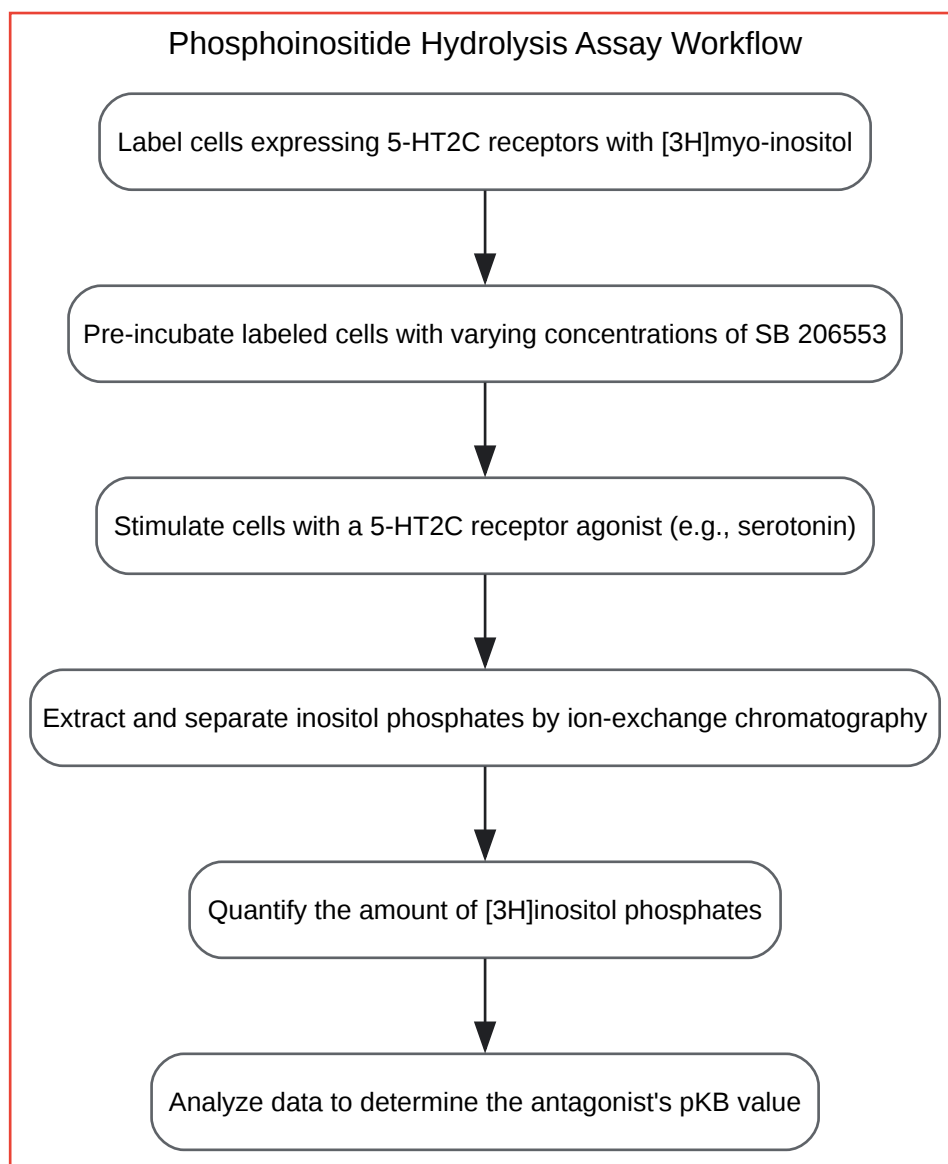 Phosphoinositide Hydrolysis Assay Workflow
Label cells expressing 5-HT2C receptors with [3H]myo-inositol
Pre-incubate labeled cells with varying concentrations of SB 206553
Stimulate cells with a 5-HT2C receptor agonist (e.g., serotonin)
Extract and separate inositol phosphates by ion-exchange chromatography
Quantify the amount of [3H]inositol phosphates
Analyze data to determine the antagonist's pKB value